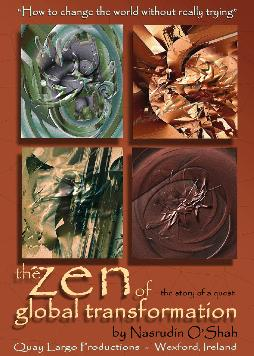 "How to change the world without really trying"
the zen of
the story of a quest
global transformation
by Nasrudin O'Shah
Quay Largo Productions - Wexford, Ireland